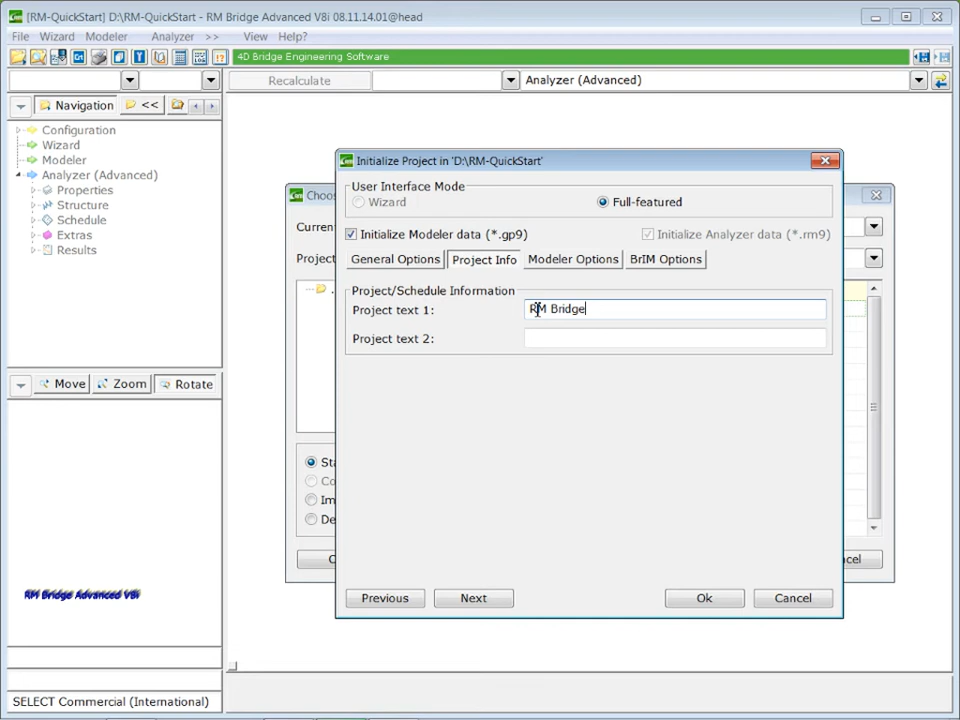 [RM-QuickStart] D:\RM-QuickStart - RM Bridge Advanced V8i 08.11.14.01@head
File Wizard Modeler Analyzer >> View Help?
4D Bridge Engineering Software
Recalculate
Analyzer (Advanced)
Navigation
<<
Configuration
Wizard
Modeler
Analyzer (Advanced)
Properties
Structure
Schedule
Extras
Results
Move
Zoom
Rotate
RM Bridge Advanced V8i
SELECT Commercial (International)
Initialize Project in 'D:\RM-QuickStart'
User Interface Mode
Wizard
Full-featured
Initialize Modeler data (*.gp9)
Initialize Analyzer data (*.rm9)
General Options
Project Info
Modeler Options
BrIM Options
Project/Schedule Information
Project text 1:
RM Bridge
Project text 2:
Previous
Next
Ok
Cancel